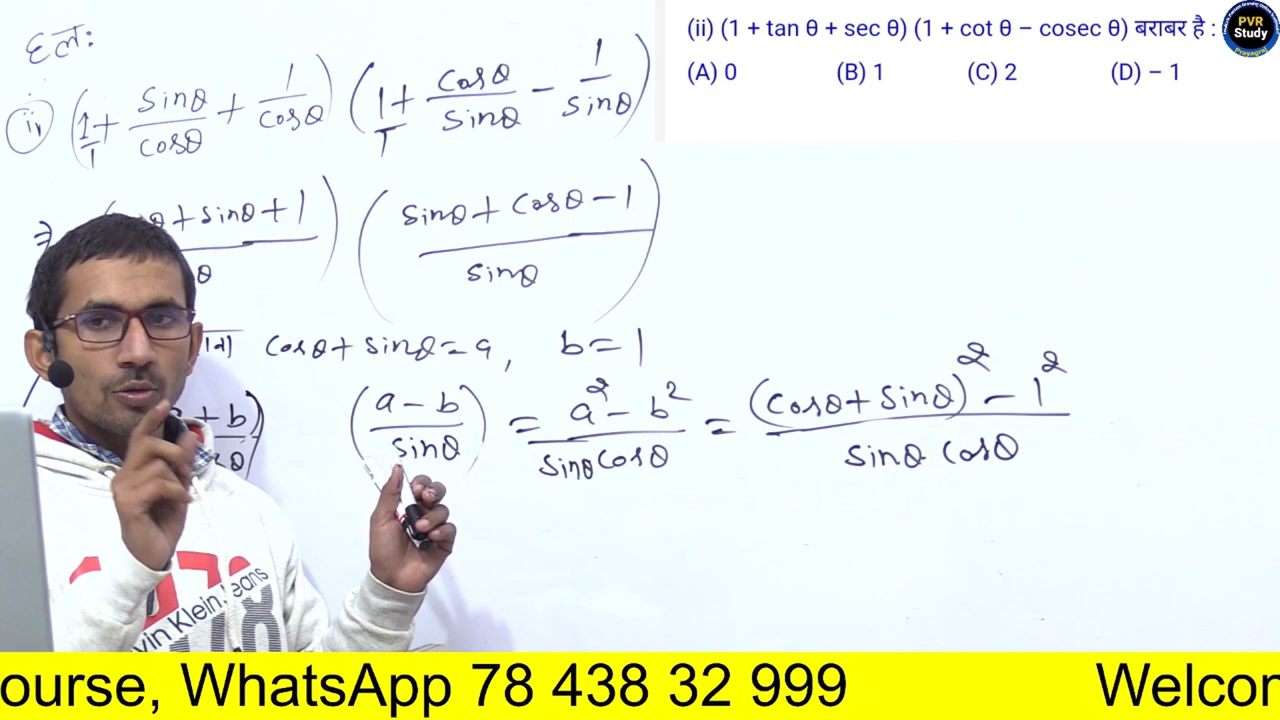 (ii) (1 + tan θ + sec θ) (1 + cot θ – cosec θ) बराबर है :
(A) 0 (B) 1 (C) 2 (D) – 1
PVR
Study
Prayagraj
हलः
ii) (1/1 + sinθ/cosθ + 1/cosθ) (1/1 + cosθ/sinθ − 1/sinθ)
⇒ θ + sinθ + 1)/θ (sinθ + cosθ − 1/sinθ)
cosθ + sinθ = a, b = 1
+ b/θ) (a − b/sinθ) = a² − b²/sinθ cosθ = (cosθ + sinθ)² − 1²/sinθ cosθ
vin Klein Jeans
ourse, WhatsApp 78 438 32 999 Welcon